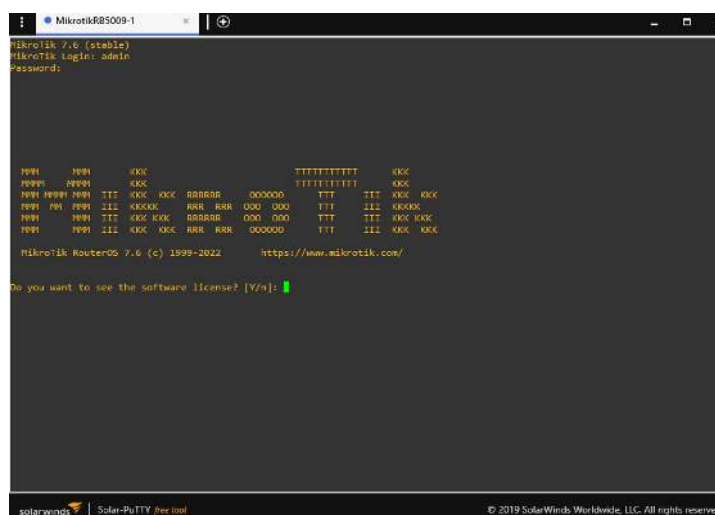 MikrotikRB5009-1
MikroTik 7.6 (stable)
MikroTik Login: admin
Password:
MMM      MMM       KKK                          TTTTTTTTTTT      KKK
MMMM    MMMM       KKK                          TTTTTTTTTTT      KKK
MMM MMMM MMM  III  KKK  KKK  RRRRRR     OOOOOO      TTT     III  KKK  KKK
MMM  MM  MMM  III  KKKKK     RRR  RRR  OOO  OOO     TTT     III  KKKKK
MMM      MMM  III  KKK KKK   RRRRRR    OOO  OOO     TTT     III  KKK KKK
MMM      MMM  III  KKK  KKK  RRR  RRR   OOOOOO      TTT     III  KKK  KKK
MikroTik RouterOS 7.6 (c) 1999-2022       https://www.mikrotik.com/
Do you want to see the software license? [Y/n]:
solarwinds Solar-PuTTY free tool
© 2019 SolarWinds Worldwide, LLC. All rights reserve